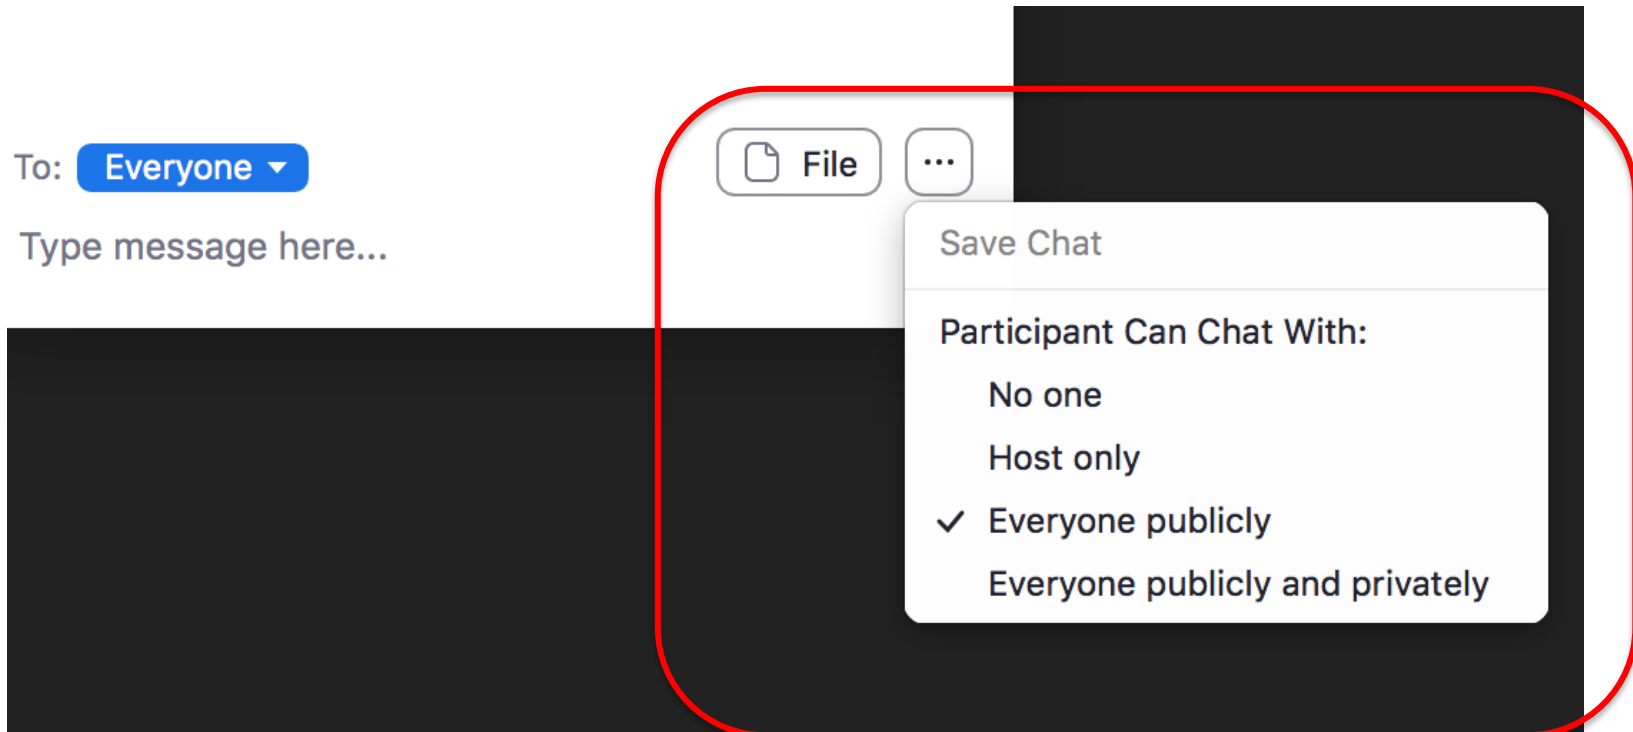 To: Everyone
File
...
Type message here...
Save Chat
Participant Can Chat With:
No one
Host only
Everyone publicly
Everyone publicly and privately